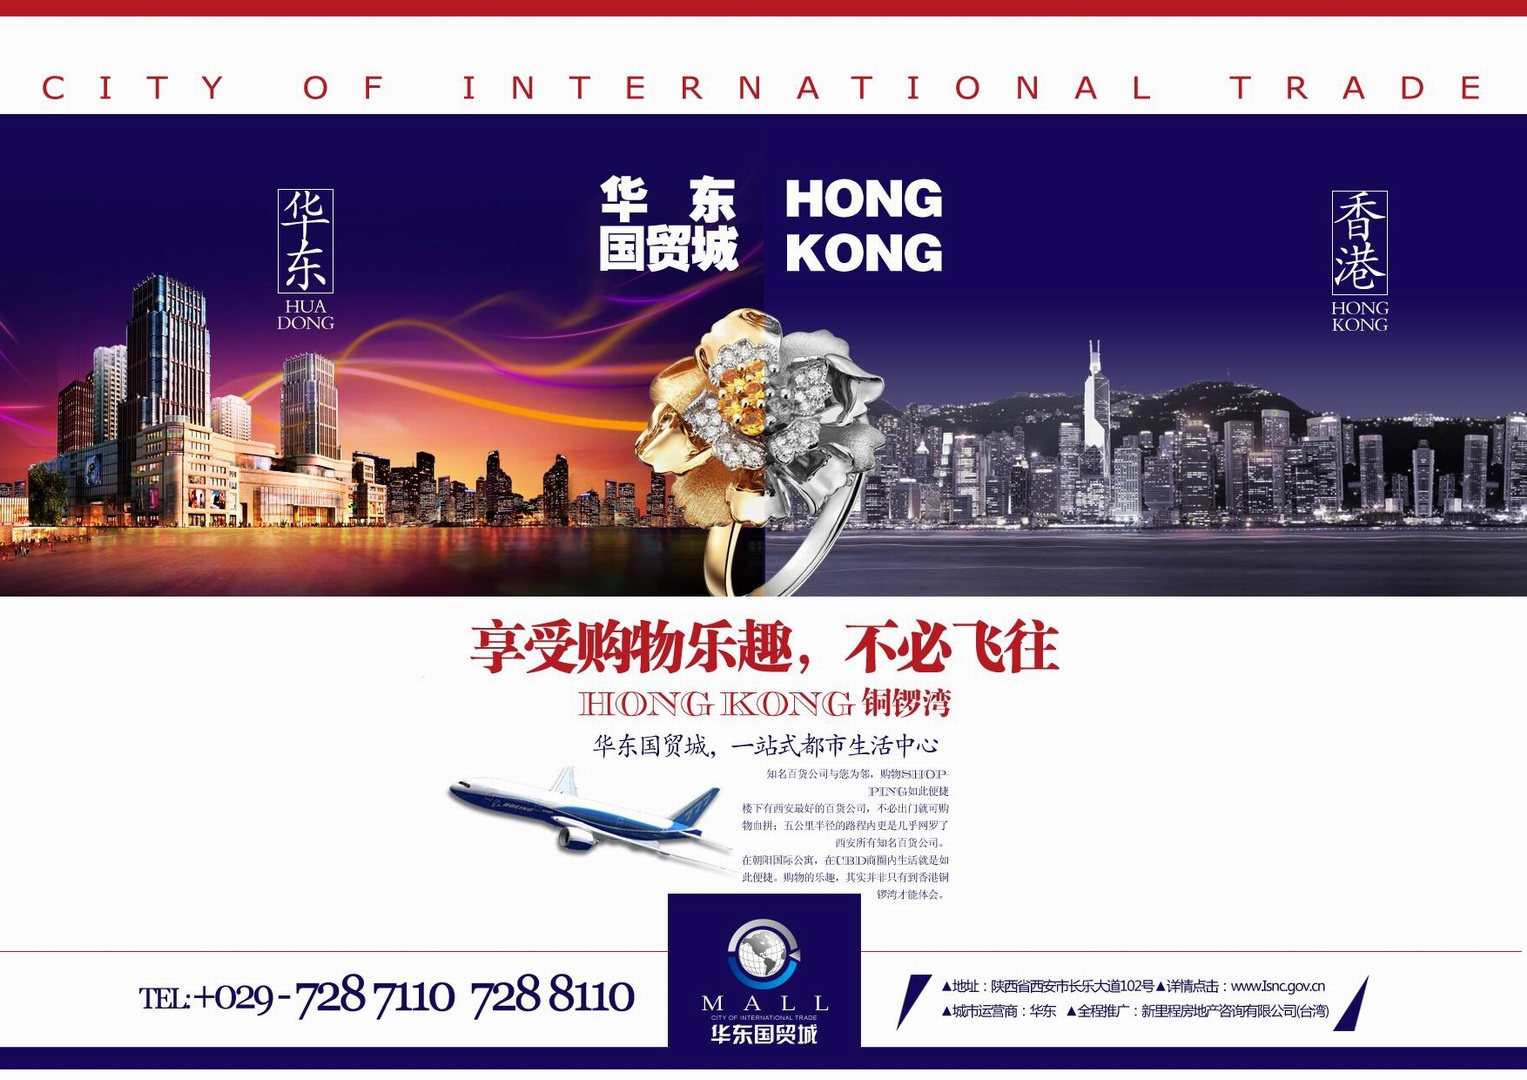 CITY OF INTERNATIONAL TRADE
华东
国贸城
HONG
KONG
华东
HUA
DONG
香港
HONG
KONG
享受购物乐趣，不必飞往
HONG KONG 铜锣湾
华东国贸城，一站式都市生活中心
知名百货公司与您为邻，购物SHOP-
PING如此便捷
楼下有西安最好的百货公司，不必出门就可购
物血拼；五公里半径的路程内更是几乎网罗了
西安所有知名百货公司。
在朝阳国际公寓，在CBD商圈内生活就是如
此便捷。购物的乐趣，其实并非只有到香港铜
锣湾才能体会。
BOEING
777
MALL
CITY OF INTERNATIONAL TRADE
华东国贸城
TEL:+029-728 7110 728 8110
▲地址：陕西省西安市长乐大道102号▲详情点击：www.lsnc.gov.cn
▲城市运营商：华东 ▲全程推广：新里程房地产咨询有限公司(台湾)